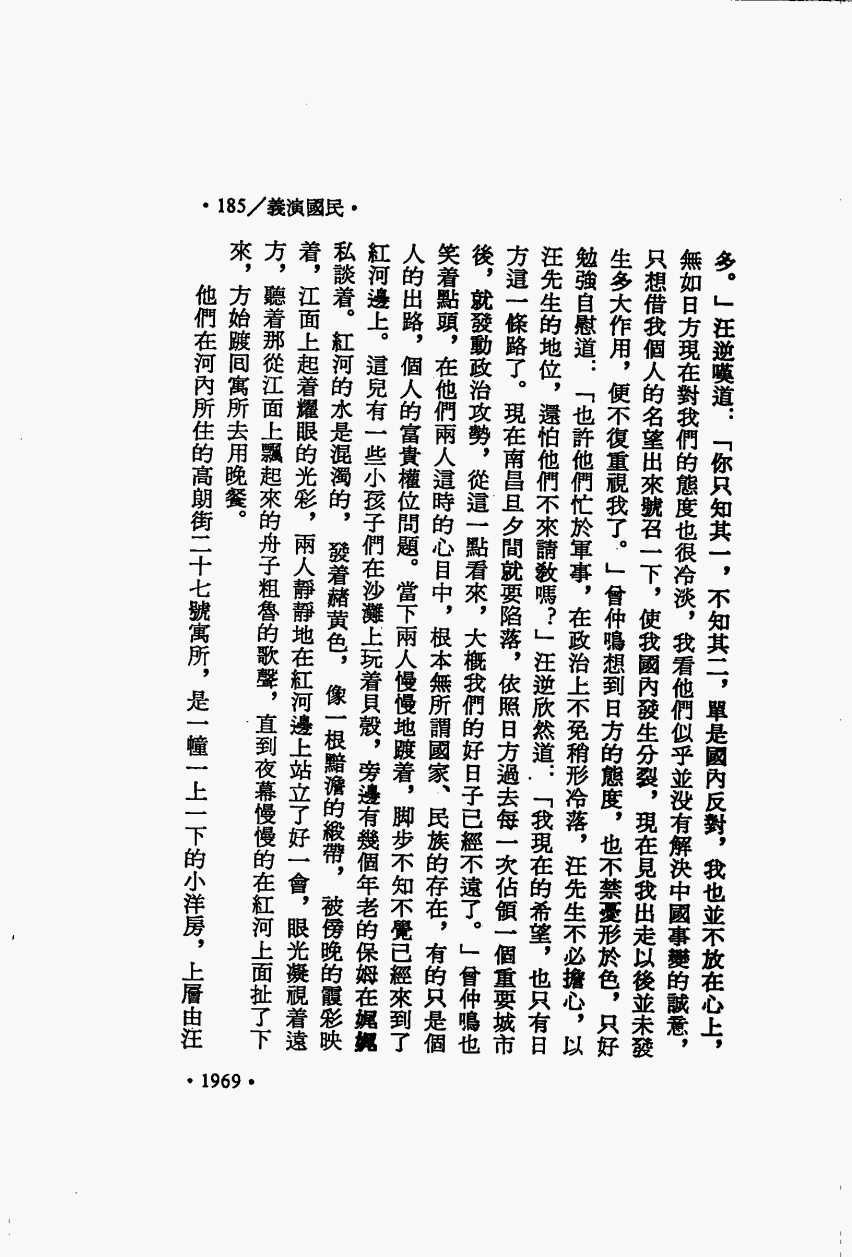 •185／義演國民•
多。」汪逆嘆道：「你只知其一，不知其二，單是國內反對，我也並不放在心上，
無如日方現在對我們的態度也很冷淡，我看他們似乎並没有解決中國事變的誠意，
只想借我個人的名望出來號召一下，使我國內發生分裂，現在見我出走以後並未發
生多大作用，便不復重視我了。」曾仲鳴想到日方的態度，也不禁憂形於色，只好
勉強自慰道：「也許他們忙於軍事，在政治上不免稍形冷落，汪先生不必擔心，以
汪先生的地位，還怕他們不來請教嗎？」汪逆欣然道：「我現在的希望，也只有日
方這一條路了。現在南昌旦夕間就要陷落，依照日方過去每一次佔領一個重要城市
後，就發動政治攻勢，從這一點看來，大概我們的好日子已經不遠了。」曾仲鳴也
笑着點頭，在他們兩人這時的心目中，根本無所謂國家、民族的存在，有的只是個
人的出路，個人的富貴權位問題。當下兩人慢慢地踱着，脚步不知不覺已經來到了
紅河邊上。這兒有一些小孩子們在沙灘上玩着貝殼，旁邊有幾個年老的保姆在娓娓
私談着。紅河的水是混濁的，發着赭黄色，像一根黯澹的緞帶，被傍晚的霞彩映
着，江面上起着耀眼的光彩，兩人靜靜地在紅河邊上站立了好一會，眼光凝視着遠
方，聽着那從江面上飄起來的舟子粗魯的歌聲，直到夜幕慢慢的在紅河上面扯了下
來，方始踱回寓所去用晚餐。
他們在河內所住的高朗街二十七號寓所，是一幢一上一下的小洋房，上層由汪
•1969•